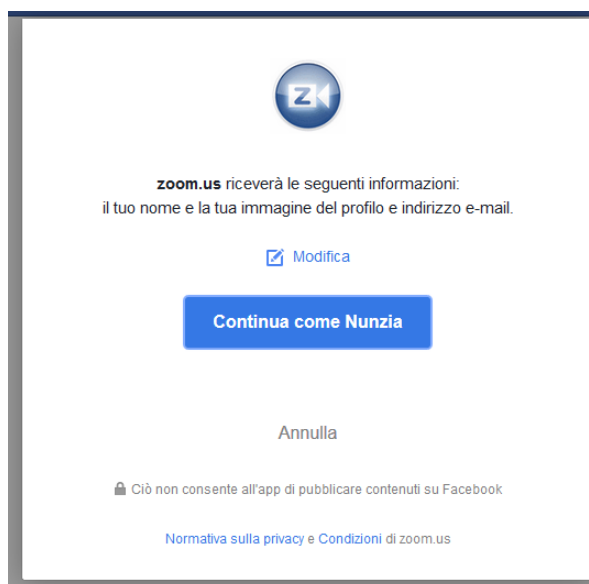 z
zoom.us riceverà le seguenti informazioni:
il tuo nome e la tua immagine del profilo e indirizzo e-mail.
Modifica
Continua come Nunzia
Annulla
Ciò non consente all'app di pubblicare contenuti su Facebook
Normativa sulla privacy e Condizioni di zoom.us